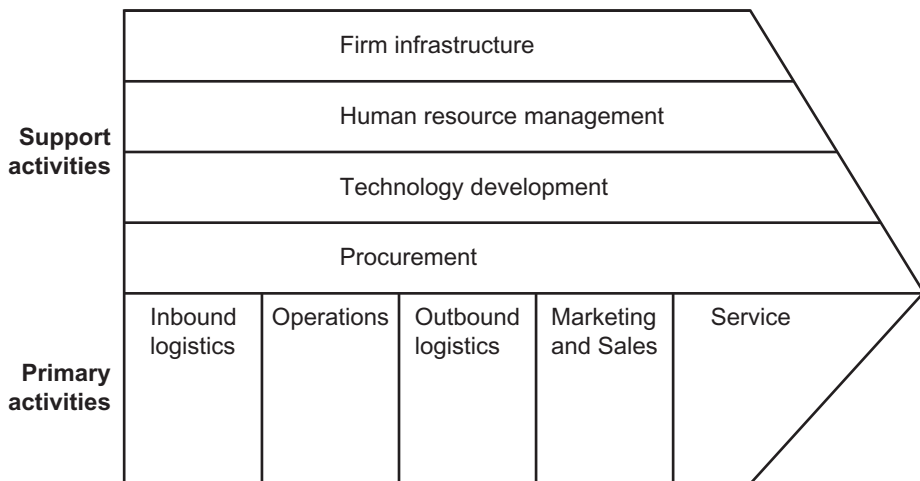 Firm infrastructure
Human resource management
Support
activities
Technology development
Procurement
Inbound
logistics
Operations
Outbound
logistics
Marketing
and Sales
Service
Primary
activities